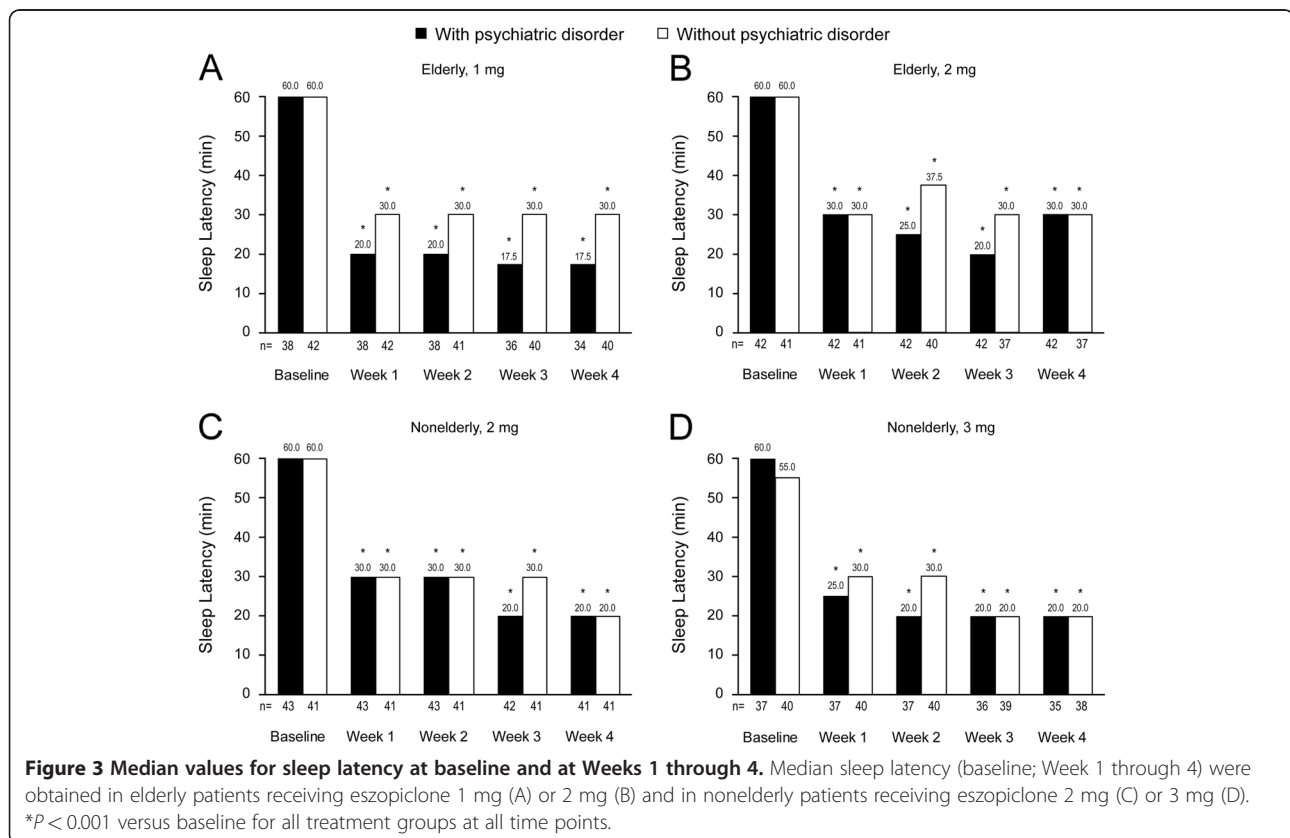 ■ With psychiatric disorder □ Without psychiatric disorder
A
Elderly, 1 mg
Sleep Latency (min)
60
50
40
30
20
10
0
60.0 60.0
* *
20.0 30.0
* *
20.0 30.0
* *
17.5 30.0
* *
17.5 30.0
n= 38 42 38 42 38 41 36 40 34 40
Baseline Week 1 Week 2 Week 3 Week 4
B
Elderly, 2 mg
Sleep Latency (min)
60
50
40
30
20
10
0
60.0 60.0
* *
30.0 30.0
* *
25.0 37.5
* *
20.0 30.0
* *
30.0 30.0
n= 42 41 42 41 42 40 42 37 42 37
Baseline Week 1 Week 2 Week 3 Week 4
C
Nonelderly, 2 mg
Sleep Latency (min)
60
50
40
30
20
10
0
60.0 60.0
* *
30.0 30.0
* *
30.0 30.0
* *
20.0 30.0
* *
20.0 20.0
n= 43 41 43 41 43 41 42 41 41 41
Baseline Week 1 Week 2 Week 3 Week 4
D
Nonelderly, 3 mg
Sleep Latency (min)
60
50
40
30
20
10
0
60.0 55.0
* *
25.0 30.0
* *
20.0 30.0
* *
20.0 20.0
* *
20.0 20.0
n= 37 40 37 40 37 40 36 39 35 38
Baseline Week 1 Week 2 Week 3 Week 4
Figure 3 Median values for sleep latency at baseline and at Weeks 1 through 4. Median sleep latency (baseline; Week 1 through 4) were
obtained in elderly patients receiving eszopiclone 1 mg (A) or 2 mg (B) and in nonelderly patients receiving eszopiclone 2 mg (C) or 3 mg (D).
*P < 0.001 versus baseline for all treatment groups at all time points.